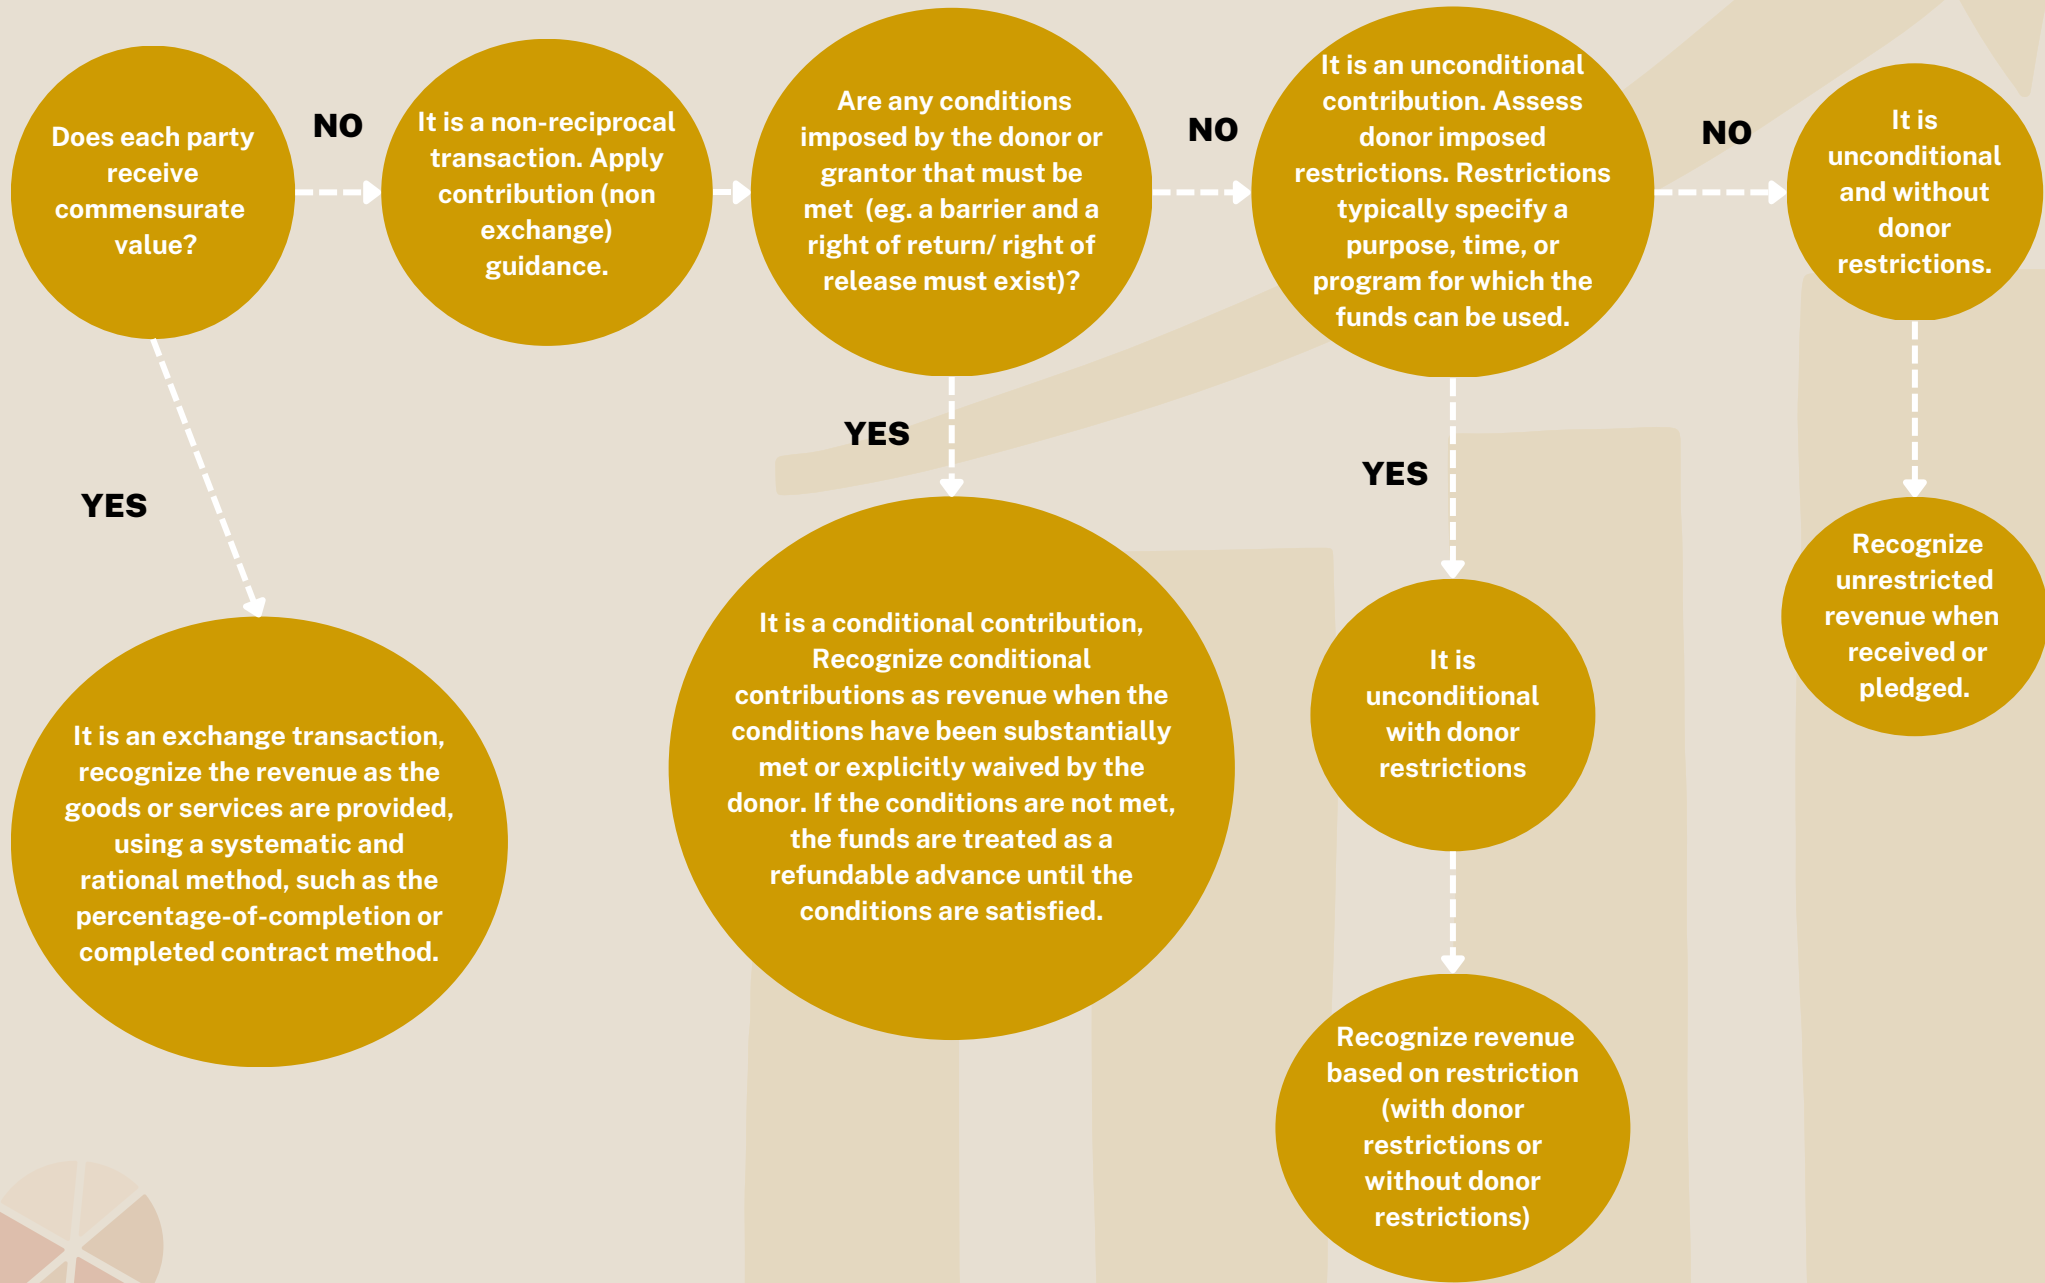 Does each party
receive
commensurate
value?
NO
It is a non-reciprocal
transaction. Apply
contribution (non
exchange)
guidance.
Are any conditions
imposed by the donor or
grantor that must be
met (eg. a barrier and a
right of return/ right of
release must exist)?
NO
It is an unconditional
contribution. Assess
donor imposed
restrictions. Restrictions
typically specify a
purpose, time, or
program for which the
funds can be used.
NO
It is
unconditional
and without
donor
restrictions.
YES
It is an exchange transaction,
recognize the revenue as the
goods or services are provided,
using a systematic and
rational method, such as the
percentage-of-completion or
completed contract method.
YES
It is a conditional contribution,
Recognize conditional
contributions as revenue when the
conditions have been substantially
met or explicitly waived by the
donor. If the conditions are not met,
the funds are treated as a
refundable advance until the
conditions are satisfied.
YES
It is
unconditional
with donor
restrictions
Recognize revenue
based on restriction
(with donor
restrictions or
without donor
restrictions)
Recognize
unrestricted
revenue when
received or
pledged.